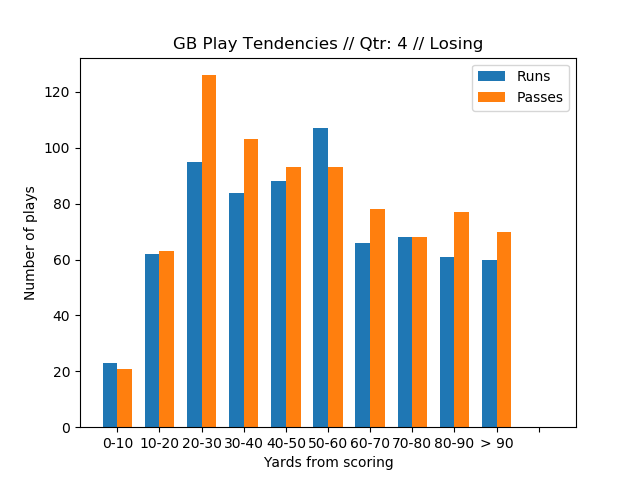 GB Play Tendencies // Qtr: 4 // Losing
Runs
Passes
120
100
80
60
40
20
0
Number of plays
0-10 10-20 20-30 30-40 40-50 50-60 60-70 70-80 80-90 > 90
Yards from scoring